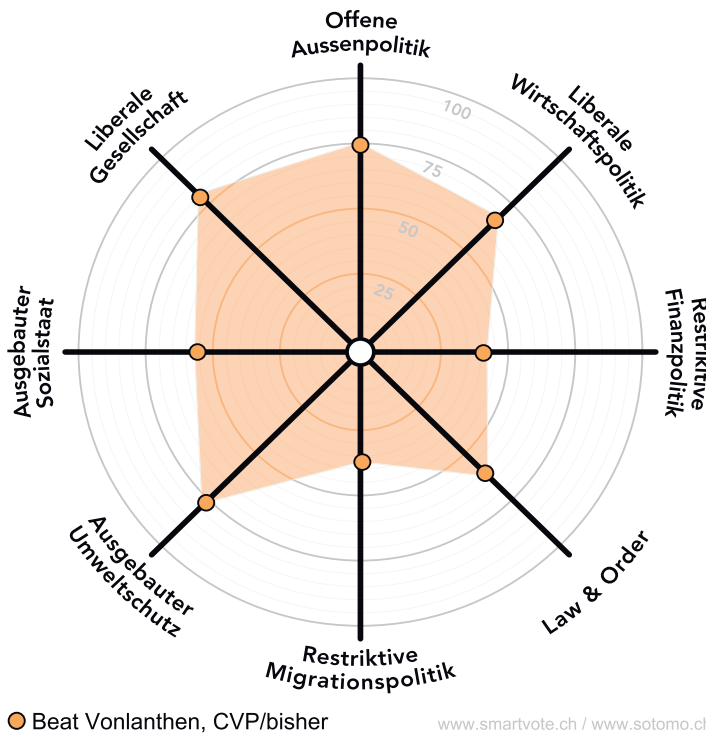 Offene
Aussenpolitik
Liberale
Wirtschaftspolitik
Liberale
Gesellschaft
100
75
50
25
Ausgebauter
Sozialstaat
Restrikitive
Finanzpolitik
Ausgebauter
Umweltschutz
Law & Order
Restriktive
Migrationspolitik
Beat Vonlanthen, CVP/bisher
www.smartvote.ch / www.sotomo.ch